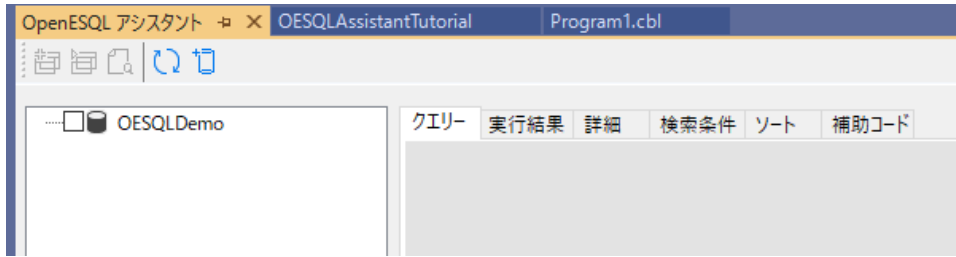 OpenESQL アシスタント OESQLAssistantTutorial Program1.cbl
OESQLDemo
クエリー 実行結果 詳細 検索条件 ソート 補助コード